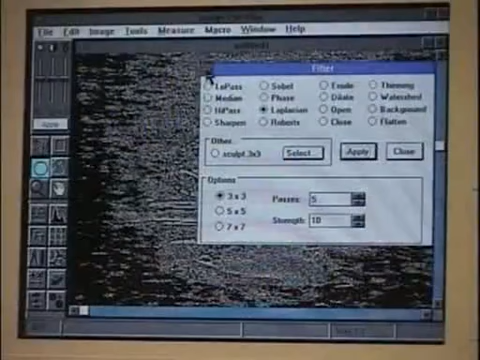 File Edit Image Tools Measure Macro Window Help
untitled1
Filter
LoPass Sobel Erode Thinning
Median Phase Dilate Watershed
HiPass Laplacian Open Background
Sharpen Roberts Close Flatten
Other
sculpt.3x3 Select... Apply Close
Options
3 x 3 Passes: 5
5 x 5
Strength: 10
7 x 7